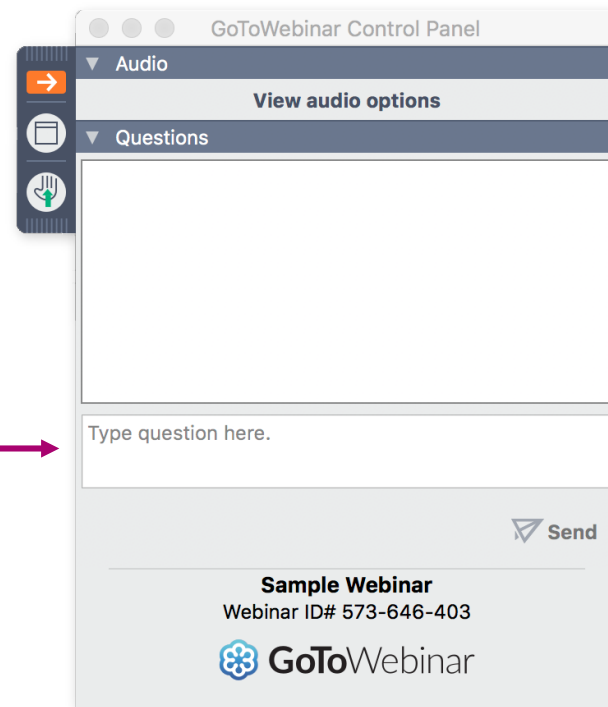 GoToWebinar Control Panel
Audio
View audio options
Questions
Type question here.
Send
Sample Webinar
Webinar ID# 573-646-403
GoToWebinar